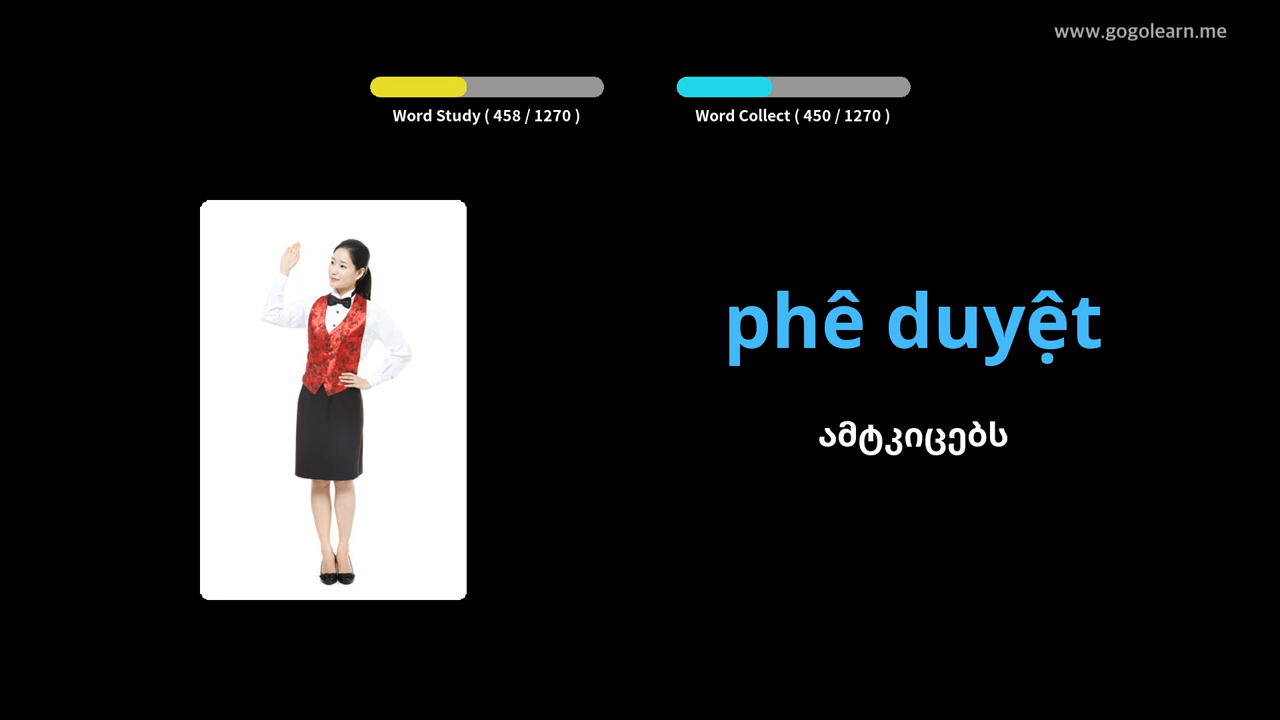 www.gogolearn.me
Word Study ( 458 / 1270 )
Word Collect ( 450 / 1270 )
phê duyệt
ამტკიცებს